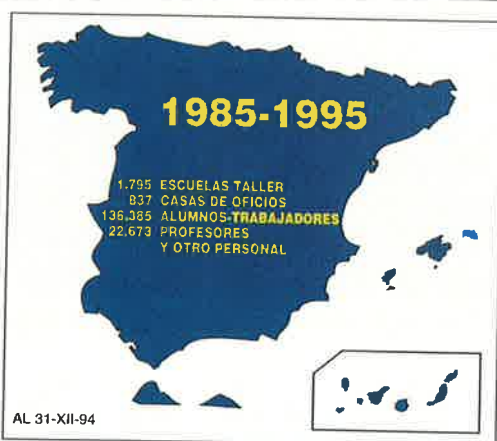 1985-1995
1.795 ESCUELAS TALLER
837 CASAS DE OFICIOS
136.385 ALUMNOS-TRABAJADORES
22.673 PROFESORES
Y OTRO PERSONAL
AL 31-XII-94